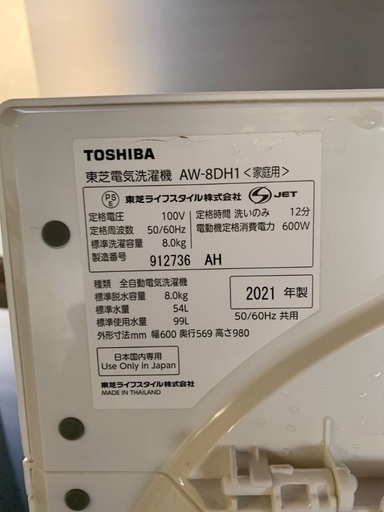 TOSHIBA
東芝電気洗濯機 AW-8DH1<家庭用>
PS E 東芝ライフスタイル株式会社 JET
定格電圧 100V 定格時間 洗いのみ 12分
定格周波数 50/60Hz 電動機定格消費電力 600W
標準洗濯容量 8.0kg
製造番号 912736 AH
種類 全自動電気洗濯機
標準脱水容量 8.0kg
標準水量 54L
標準使用水量 99L
外形寸法mm 幅600 奥行569 高さ980
2021 年製
50/60Hz 共用
日本国内専用
Use Only in Japan
東芝ライフスタイル株式会社
MADE IN THAILAND